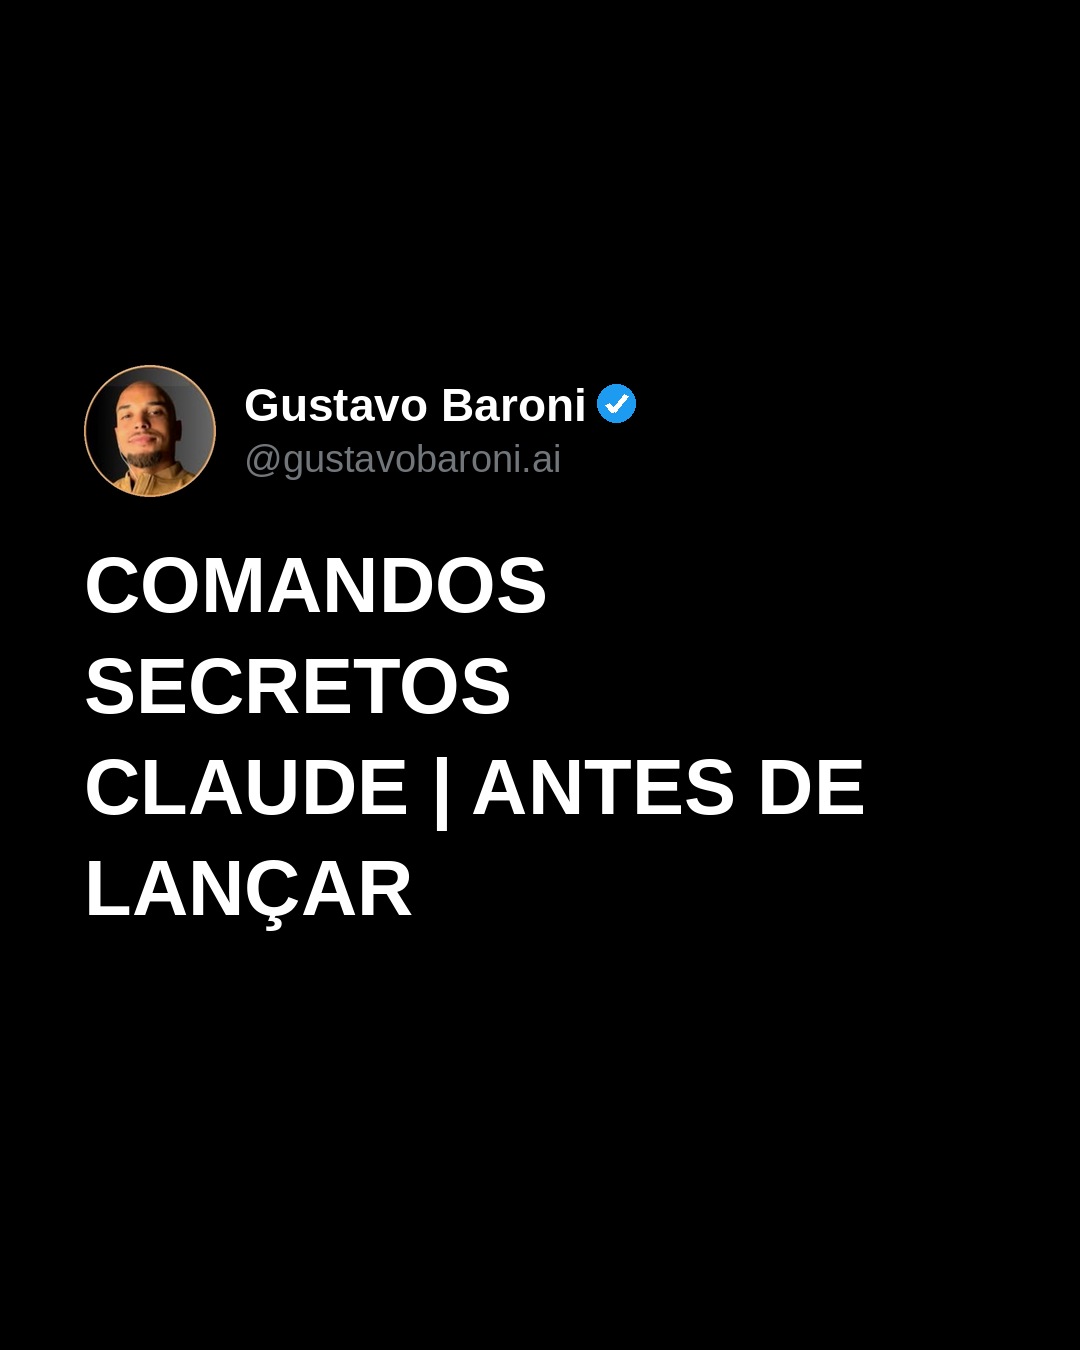 Gustavo Baroni
@gustavobaroni.ai
COMANDOS
SECRETOS
CLAUDE | ANTES DE
LANÇAR